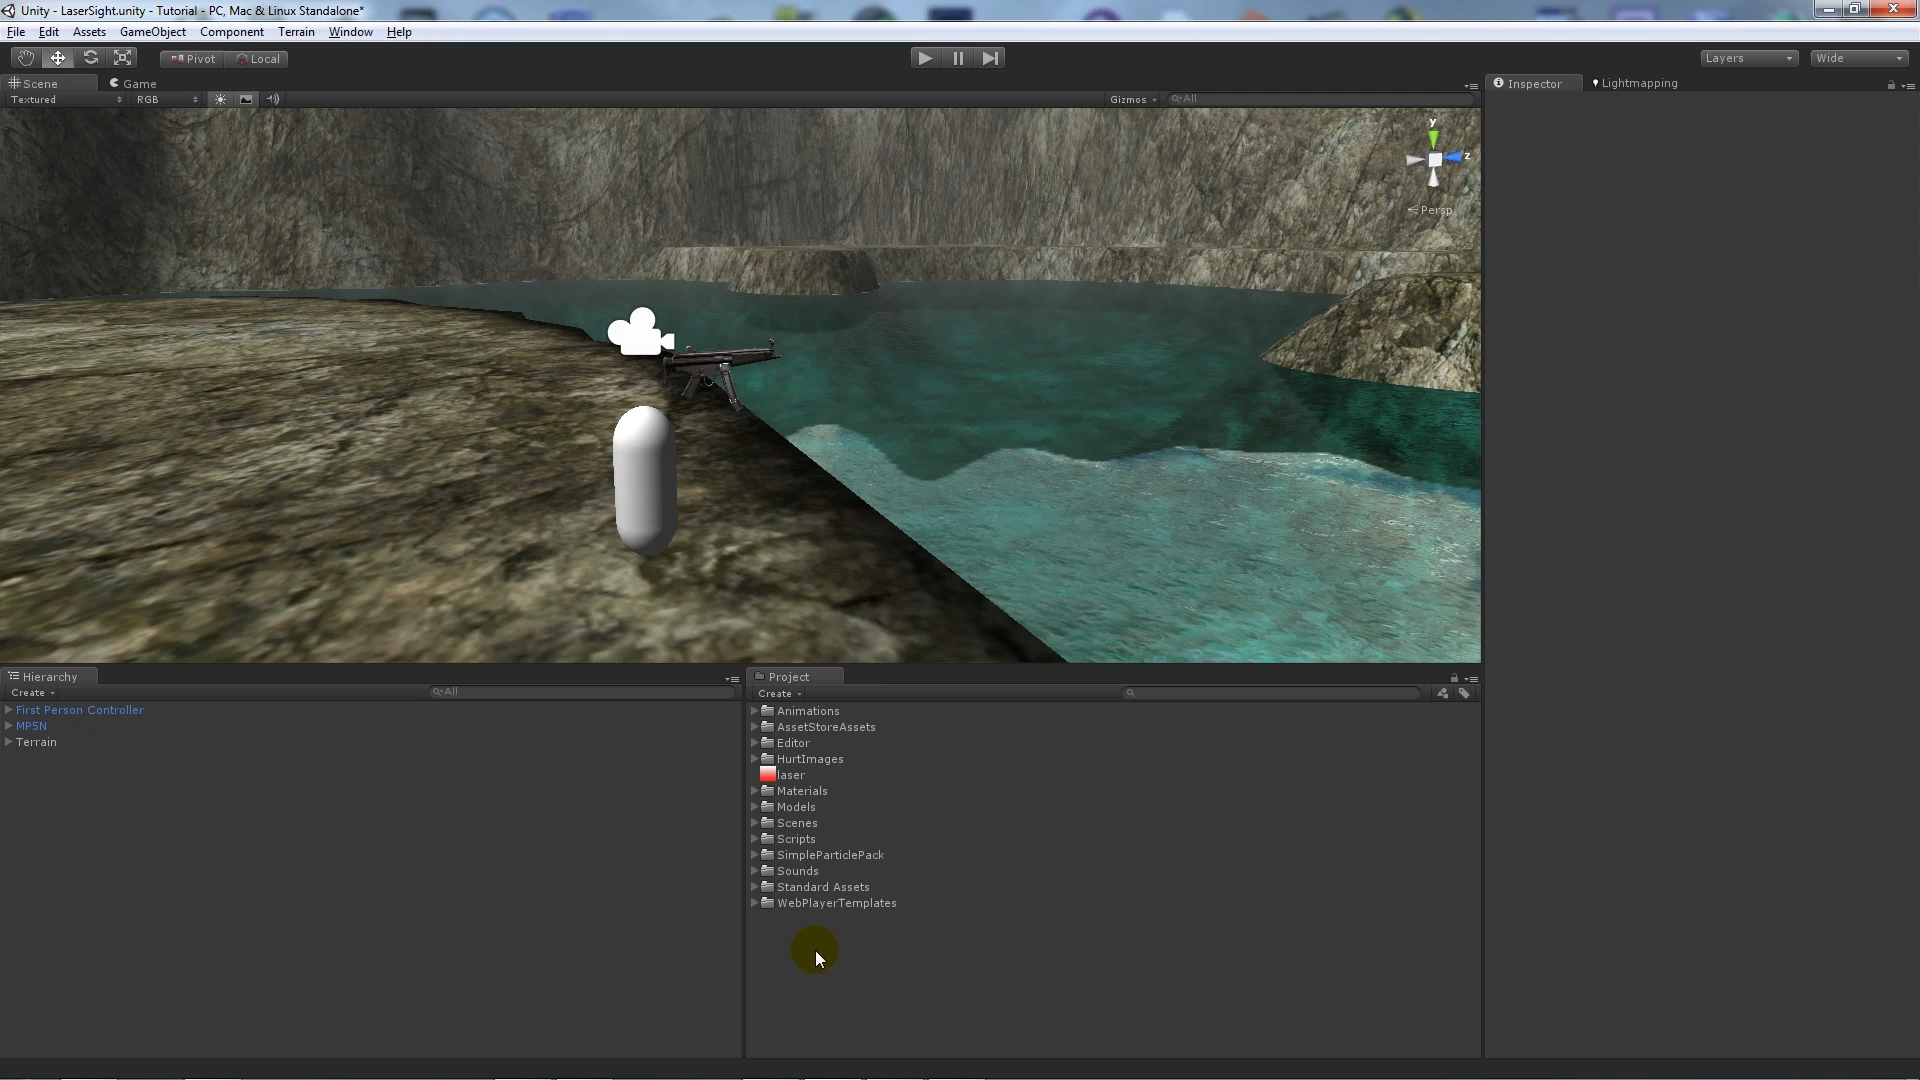 Unity - LaserSight.unity - Tutorial - PC, Mac & Linux Standalone*
File Edit Assets GameObject Component Terrain Window Help
Pivot Local Layers Wide
Scene Game Inspector Lightmapping
Textured RGB Gizmos All
y
z
Persp
Hierarchy Project
Create All Create
First Person Controller
MP5N
Terrain
Animations
AssetStoreAssets
Editor
HurtImages
laser
Materials
Models
Scenes
Scripts
SimpleParticlePack
Sounds
Standard Assets
WebPlayerTemplates